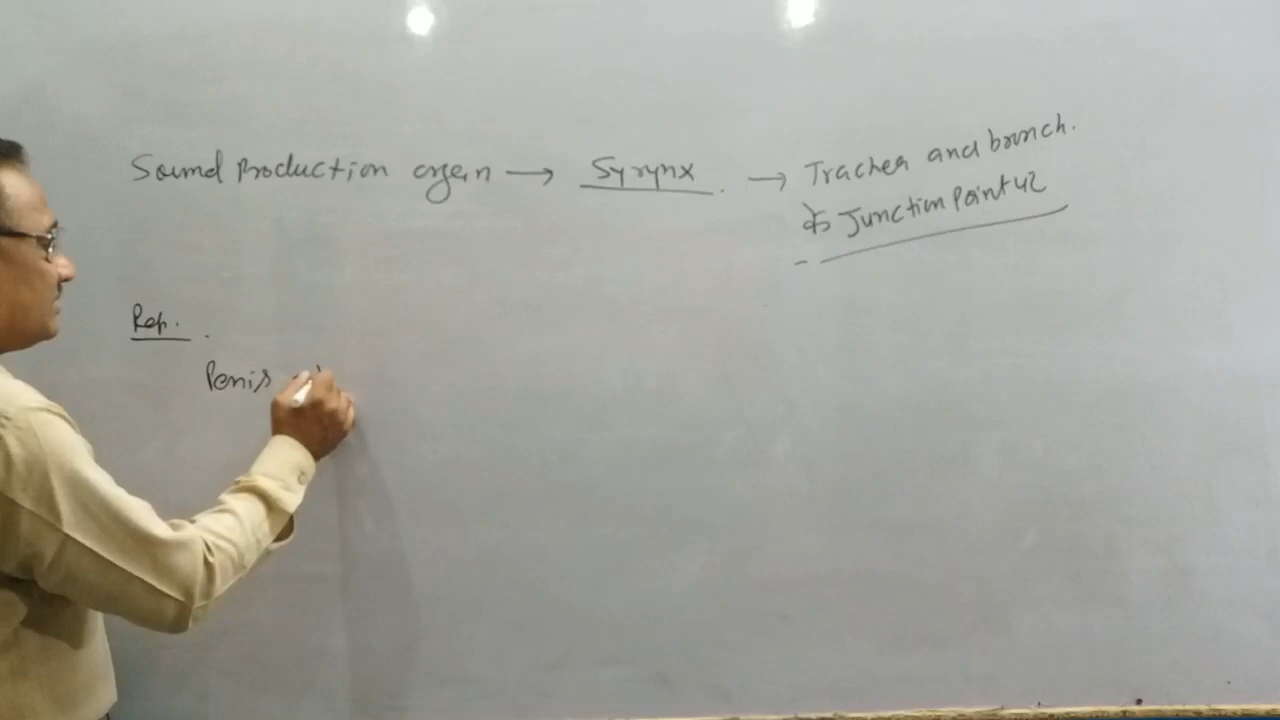 Sound Production organ → Syrynx. → Trachea and bronch.
के Junction Point पर
Rep.
Penis